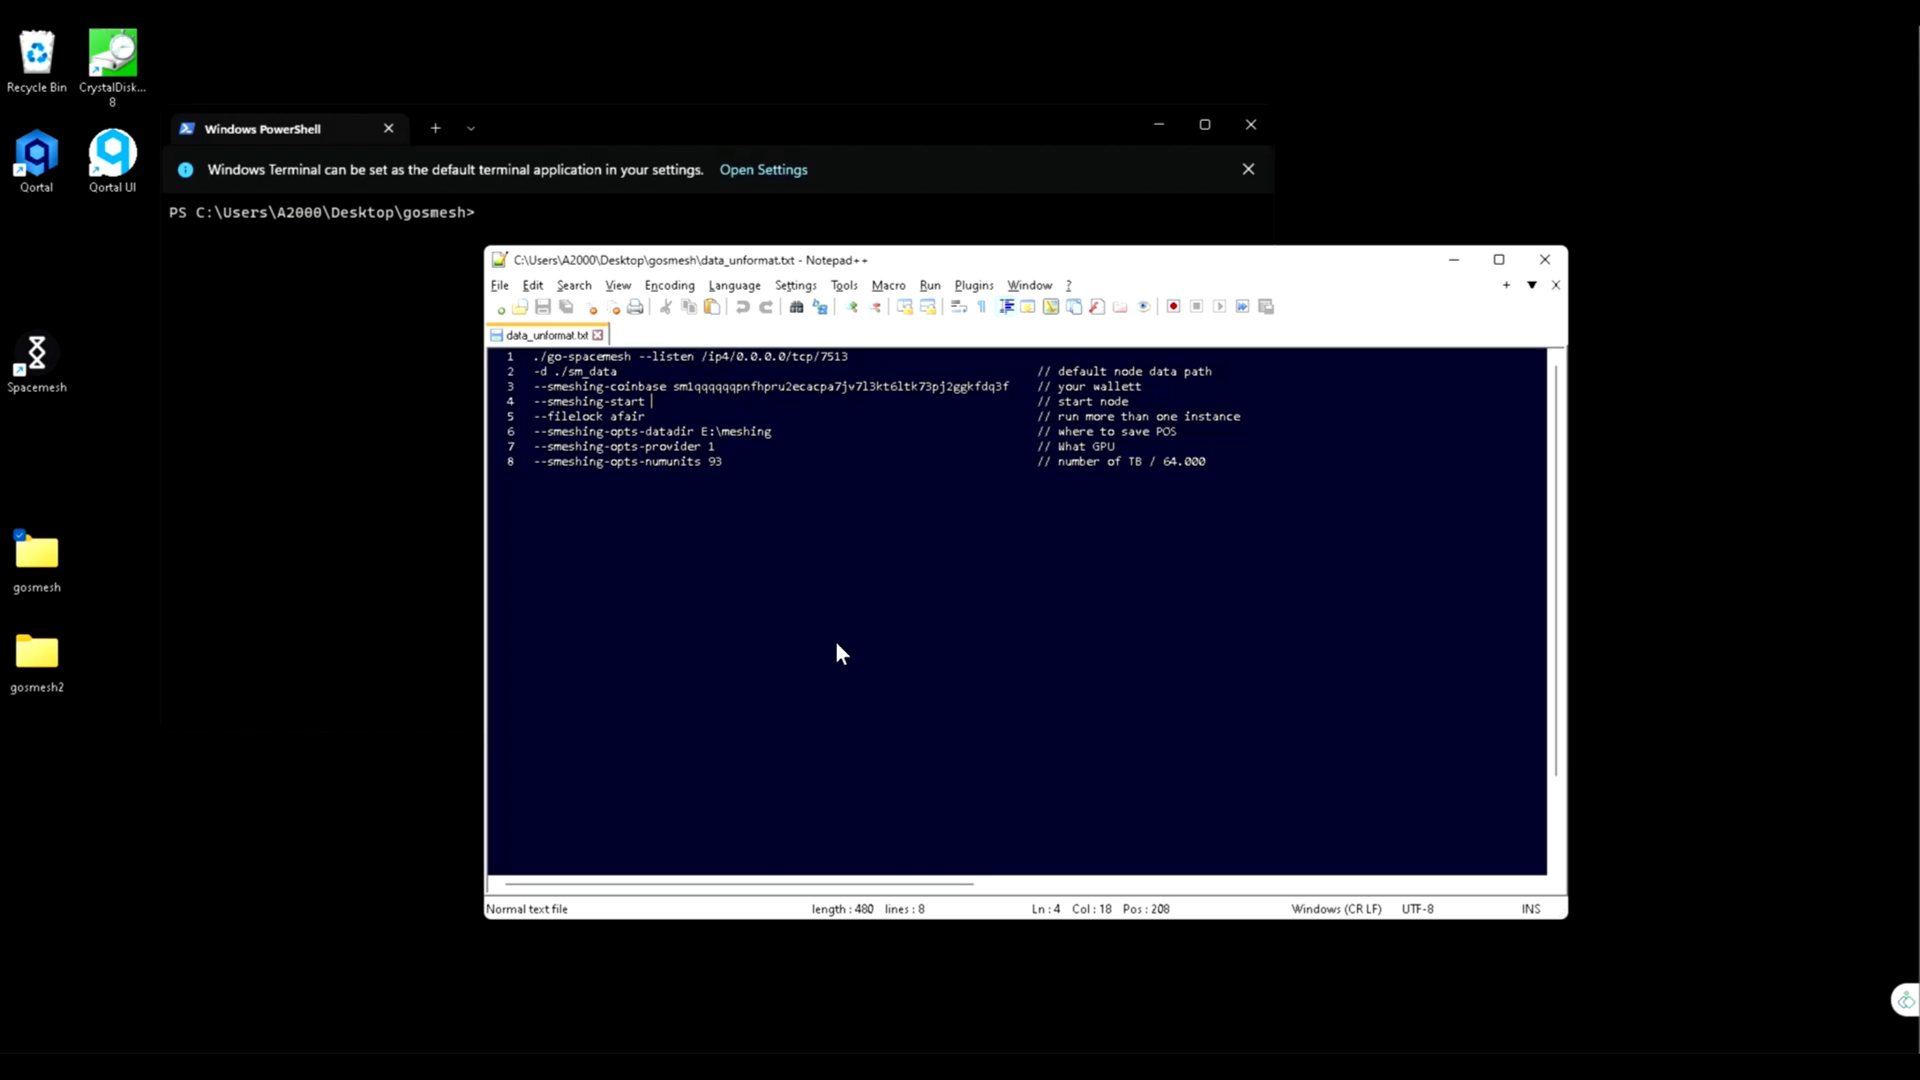 Recycle Bin
CrystalDisk...
8
Qortal
Qortal UI
Spacemesh
gosmesh
gosmesh2
Windows PowerShell
Windows Terminal can be set as the default terminal application in your settings. Open Settings
PS C:\Users\A2000\Desktop\gosmesh>
C:\Users\A2000\Desktop\gosmesh\data_unformat.txt - Notepad++
File Edit Search View Encoding Language Settings Tools Macro Run Plugins Window ?
data_unformat.txt
1 ./go-spacemesh --listen /ip4/0.0.0.0/tcp/7513
2 -d ./sm_data // default node data path
3 --smeshing-coinbase sm1qqqqqqpnfhpru2ecacpa7jv7l3kt6ltk73pj2ggkfdq3f // your wallett
4 --smeshing-start // start node
5 --filelock afair // run more than one instance
6 --smeshing-opts-datadir E:\meshing // where to save POS
7 --smeshing-opts-provider 1 // What GPU
8 --smeshing-opts-numunits 93 // number of TB / 64.000
Normal text file length : 480 lines : 8 Ln : 4 Col : 18 Pos : 208 Windows (CR LF) UTF-8 INS